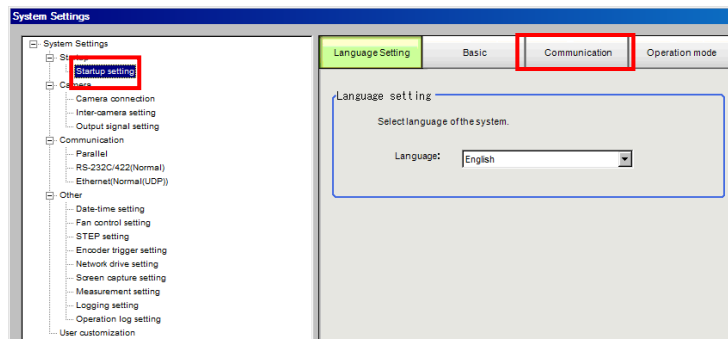 System Settings
System Settings
Startup
Startup setting
Camera
Camera connection
Inter-camera setting
Output signal setting
Communication
Parallel
RS-232C/422(Normal)
Ethernet(Normal(UDP))
Other
Date-time setting
Fan control setting
STEP setting
Encoder trigger setting
Network drive setting
Screen capture setting
Measurement setting
Logging setting
Operation log setting
User customization
Language Setting Basic Communication Operation mode
Language setting
Select language of the system.
Language: English